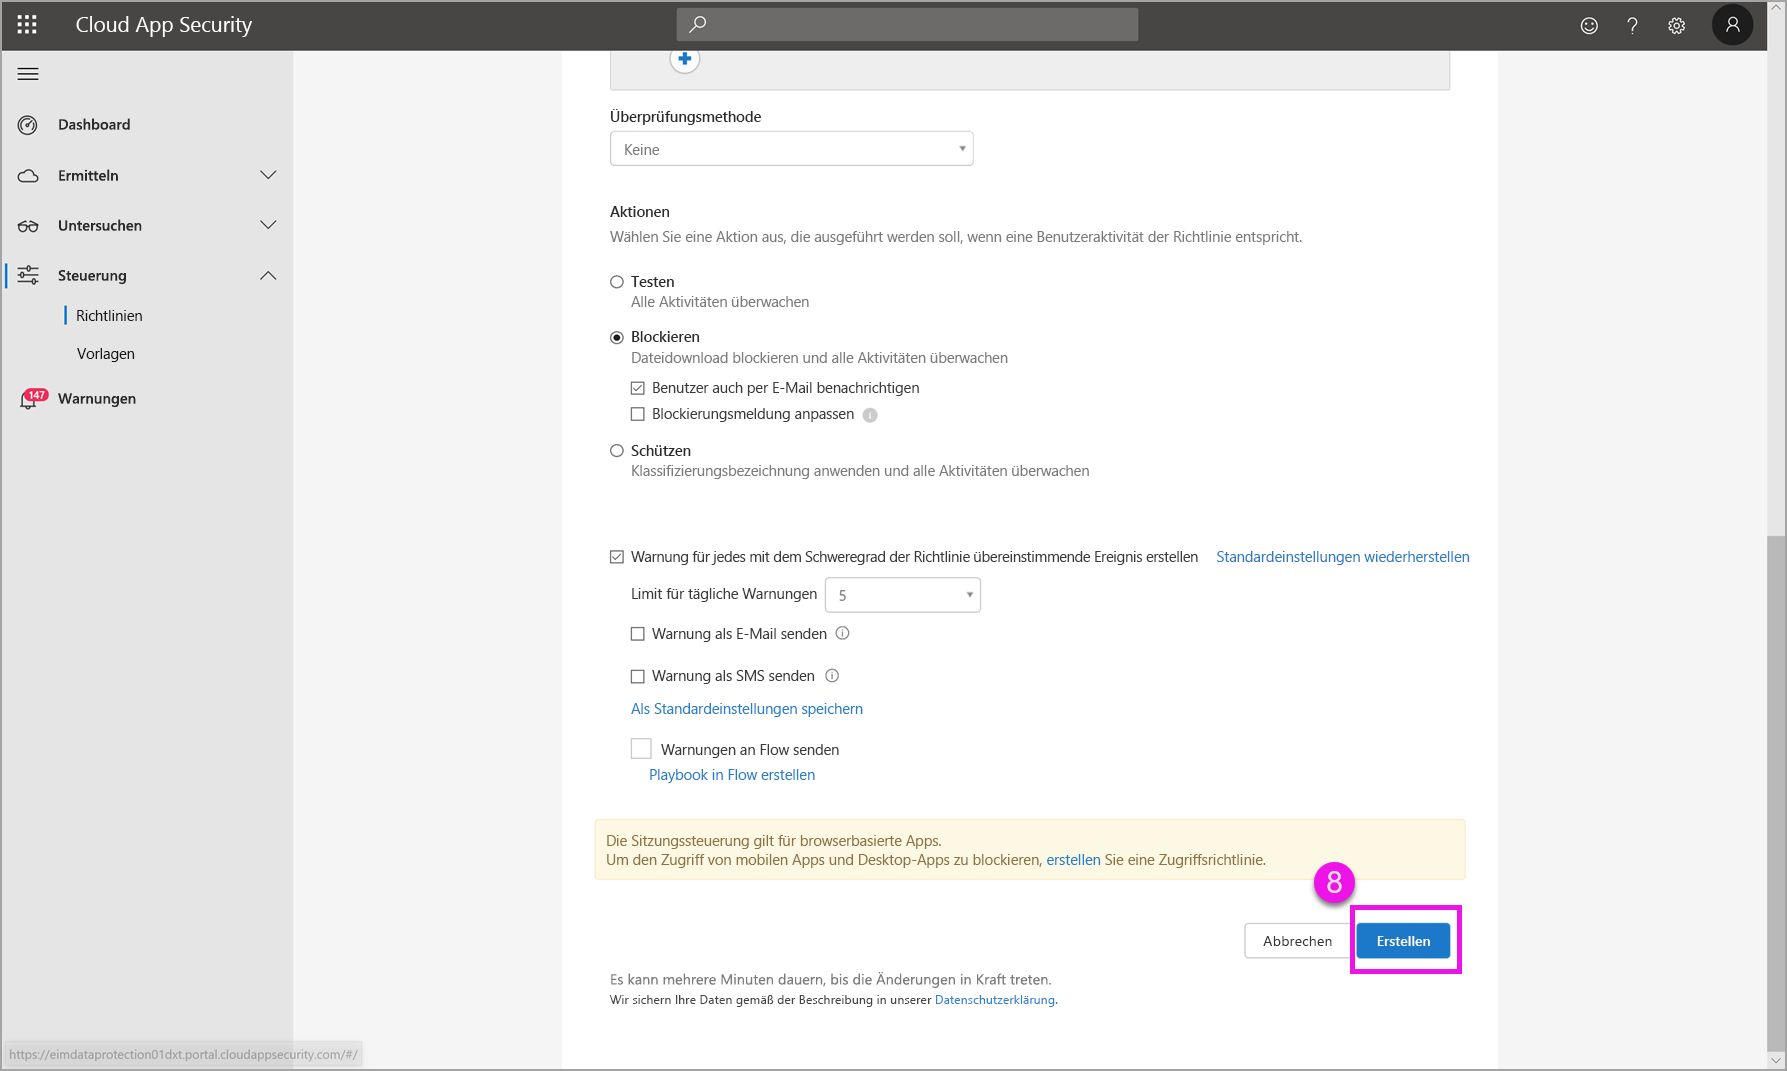 Cloud App Security
Dashboard
Ermitteln
Untersuchen
Steuerung
Richtlinien
Vorlagen
147
Warnungen
Überprüfungsmethode
Keine
Aktionen
Wählen Sie eine Aktion aus, die ausgeführt werden soll, wenn eine Benutzeraktivität der Richtlinie entspricht.
Testen
Alle Aktivitäten überwachen
Blockieren
Dateidownload blockieren und alle Aktivitäten überwachen
Benutzer auch per E-Mail benachrichtigen
Blockierungsmeldung anpassen
Schützen
Klassifizierungsbezeichnung anwenden und alle Aktivitäten überwachen
Warnung für jedes mit dem Schweregrad der Richtlinie übereinstimmende Ereignis erstellen Standardeinstellungen wiederherstellen
Limit für tägliche Warnungen 5
Warnung als E-Mail senden
Warnung als SMS senden
Als Standardeinstellungen speichern
Warnungen an Flow senden
Playbook in Flow erstellen
Die Sitzungssteuerung gilt für browserbasierte Apps.
Um den Zugriff von mobilen Apps und Desktop-Apps zu blockieren, erstellen Sie eine Zugriffsrichtlinie.
8
Abbrechen Erstellen
Es kann mehrere Minuten dauern, bis die Änderungen in Kraft treten.
Wir sichern Ihre Daten gemäß der Beschreibung in unserer Datenschutzerklärung.
https://eimdataprotection01dxt.portal.cloudappsecurity.com/#/